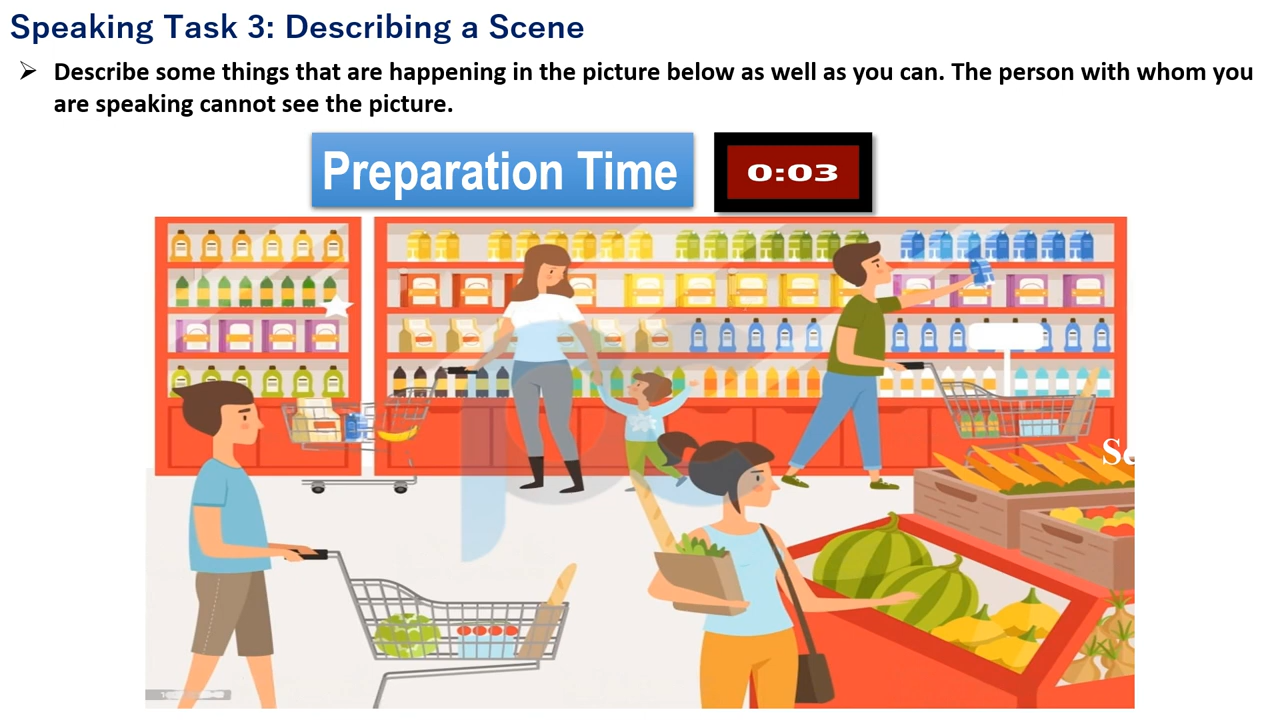 Speaking Task 3: Describing a Scene
Describe some things that are happening in the picture below as well as you can. The person with whom you
are speaking cannot see the picture.
Preparation Time
0:03